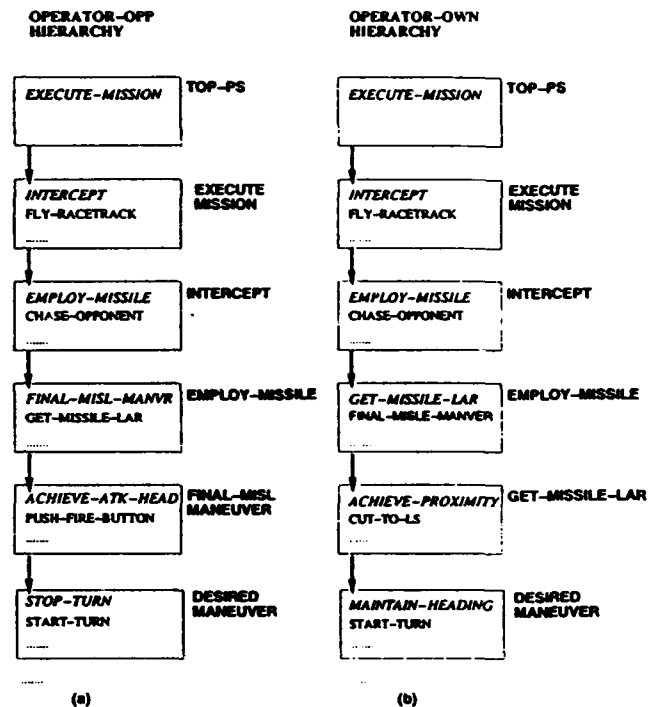 OPERATOR-OPP
HIERARCHY
EXECUTE-MISSION
TOP-PS
INTERCEPT
FLY-RACETRACK
........
EXECUTE
MISSION
EMPLOY-MISSILE
CHASE-OPPONENT
........
INTERCEPT
FINAL-MISL-MANVR
GET-MISSILE-LAR
........
EMPLOY-MISSILE
ACHIEVE-ATK-HEAD
PUSH-FIRE-BUTTON
........
FINAL-MISL
MANEUVER
STOP-TURN
START-TURN
........
DESIRED
MANEUVER
........
(a)
OPERATOR-OWN
HIERARCHY
EXECUTE-MISSION
TOP-PS
INTERCEPT
FLY-RACETRACK
......
EXECUTE
MISSION
EMPLOY-MISSILE
CHASE-OPPONENT
......
INTERCEPT
GET-MISSILE-LAR
FINAL-MISLE-MANVER
......
EMPLOY-MISSILE
ACHIEVE-PROXIMITY
CUT-TO-LS
......
GET-MISSILE-LAR
MAINTAIN-HEADING
START-TURN
......
DESIRED
MANEUVER
..
(b)